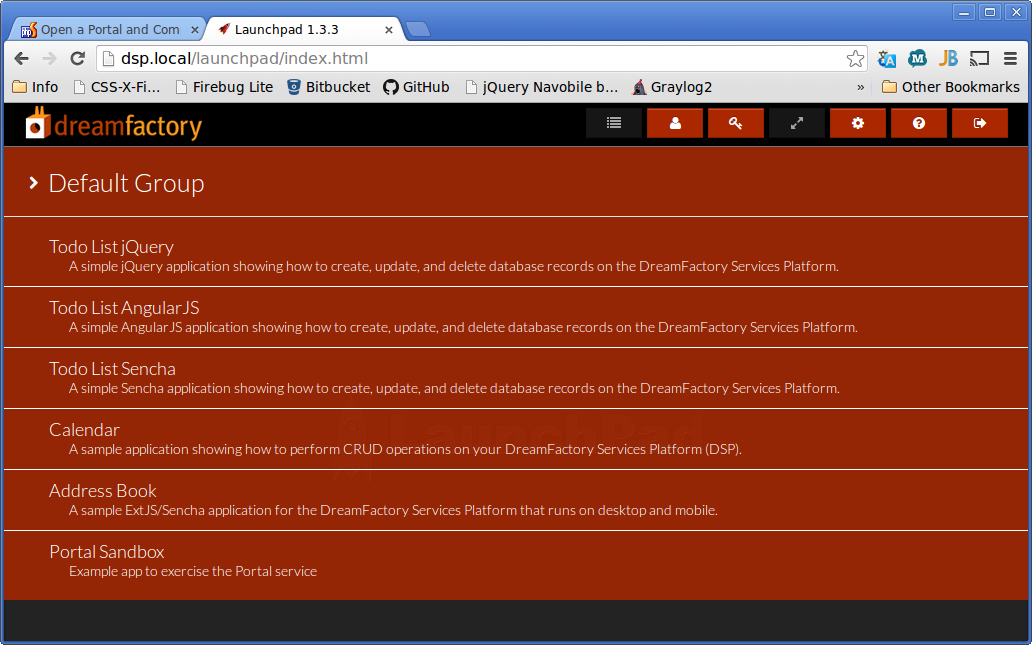 Open a Portal and Com
Launchpad 1.3.3
dsp.local/launchpad/index.html
Info
CSS-X-Fi...
Firebug Lite
Bitbucket
GitHub
jQuery Navobile b...
Graylog2
»
Other Bookmarks
dreamfactory
Default Group
Todo List jQuery
A simple jQuery application showing how to create, update, and delete database records on the DreamFactory Services Platform.
Todo List AngularJS
A simple AngularJS application showing how to create, update, and delete database records on the DreamFactory Services Platform.
Todo List Sencha
A simple Sencha application showing how to create, update, and delete database records on the DreamFactory Services Platform.
LaunchPad
Calendar
A sample application showing how to perform CRUD operations on your DreamFactory Services Platform (DSP).
Address Book
A sample ExtJS/Sencha application for the DreamFactory Services Platform that runs on desktop and mobile.
Portal Sandbox
Example app to exercise the Portal service